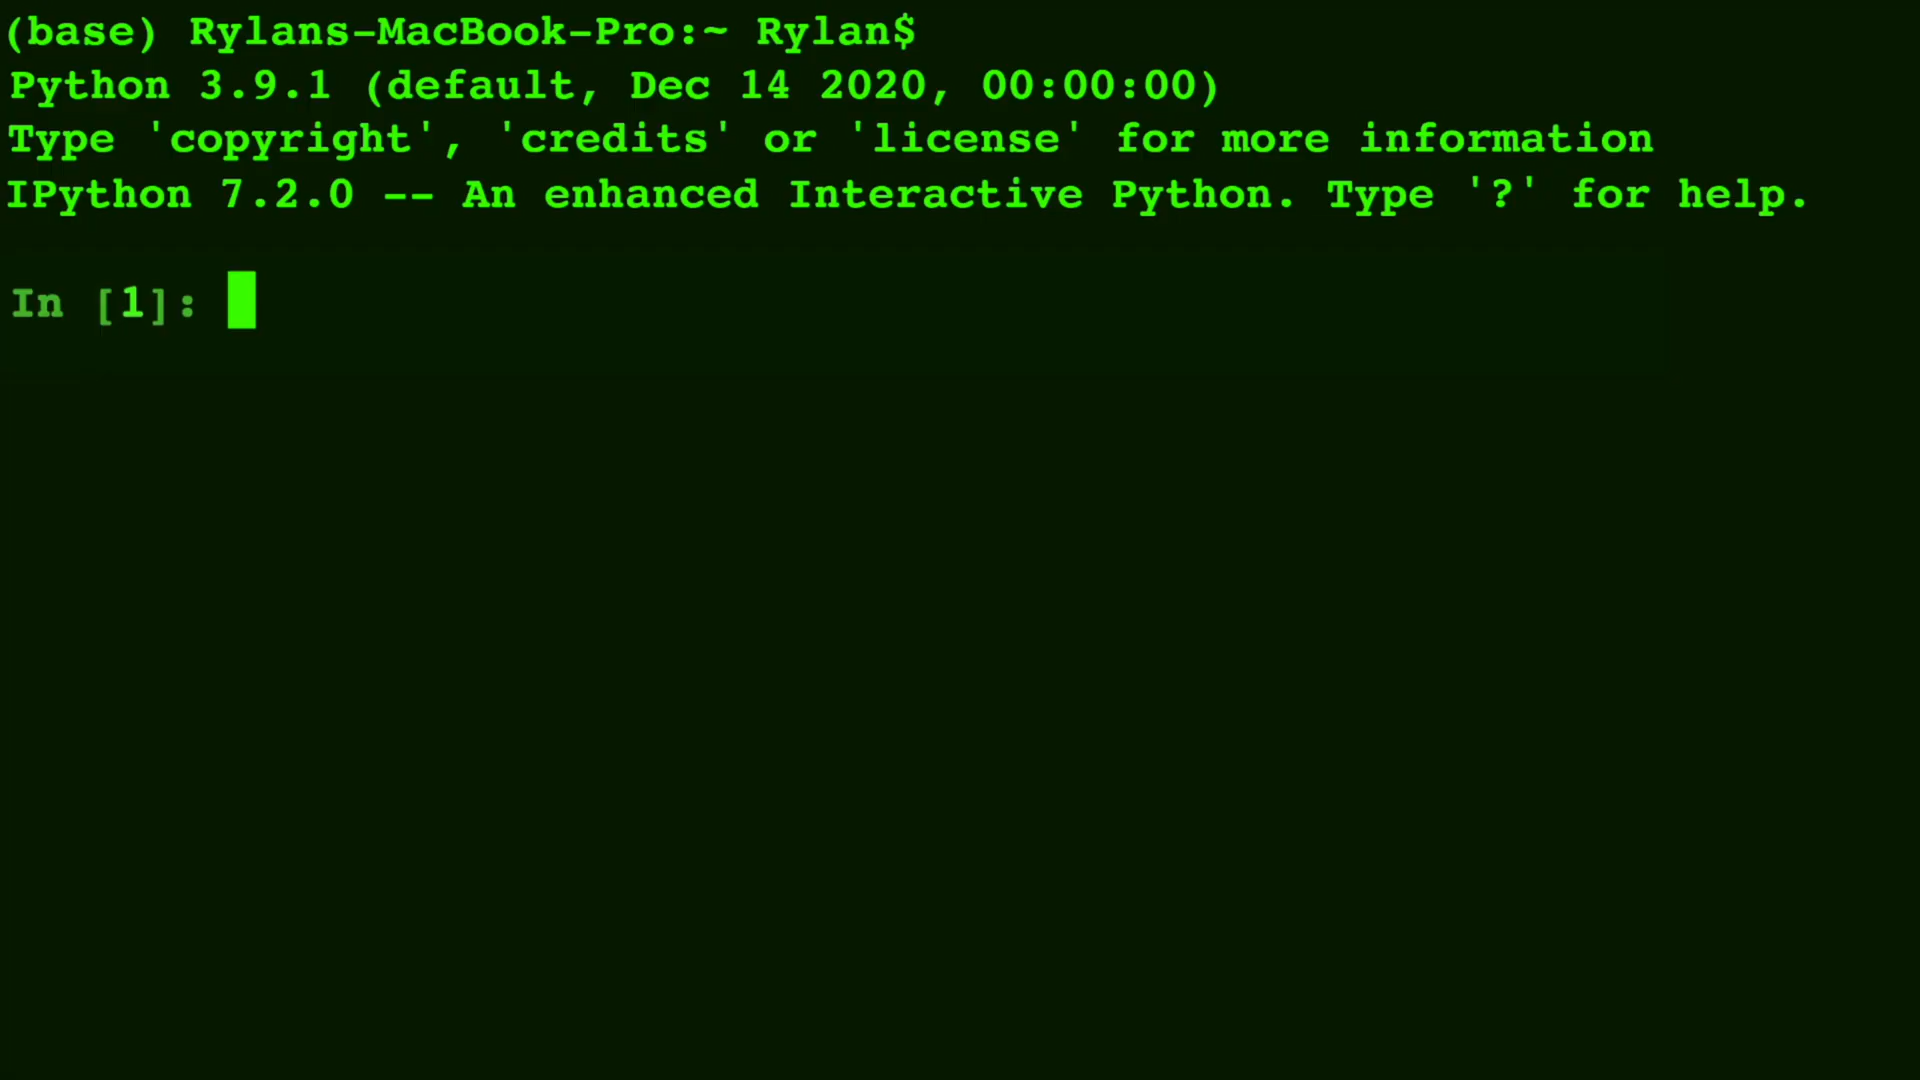 (base) Rylans-MacBook-Pro:~ Rylan$
Python 3.9.1 (default, Dec 14 2020, 00:00:00)
Type 'copyright', 'credits' or 'license' for more information
IPython 7.2.0 -- An enhanced Interactive Python. Type '?' for help.
In [1]: